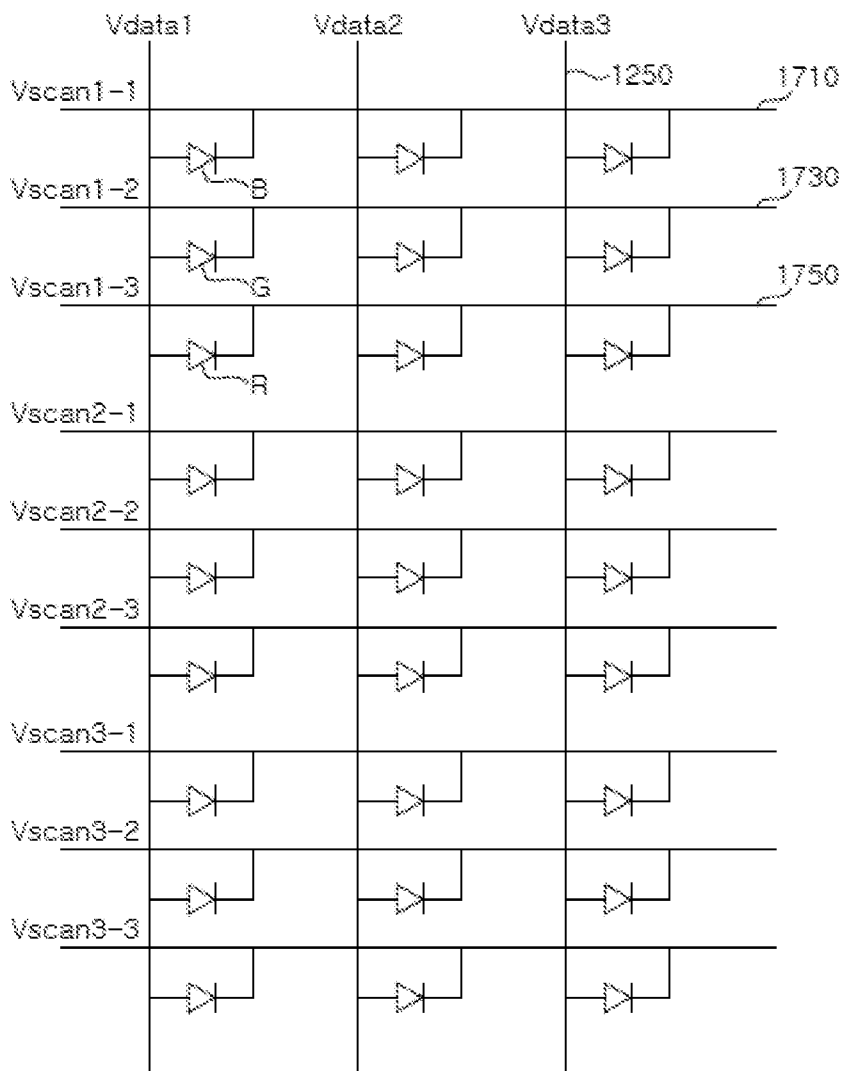 Vdata1 Vdata2 Vdata3
1250
1710
Vscan1-1
B
Vscan1-2
1730
G
Vscan1-3
1750
R
Vscan2-1
Vscan2-2
Vscan2-3
Vscan3-1
Vscan3-2
Vscan3-3